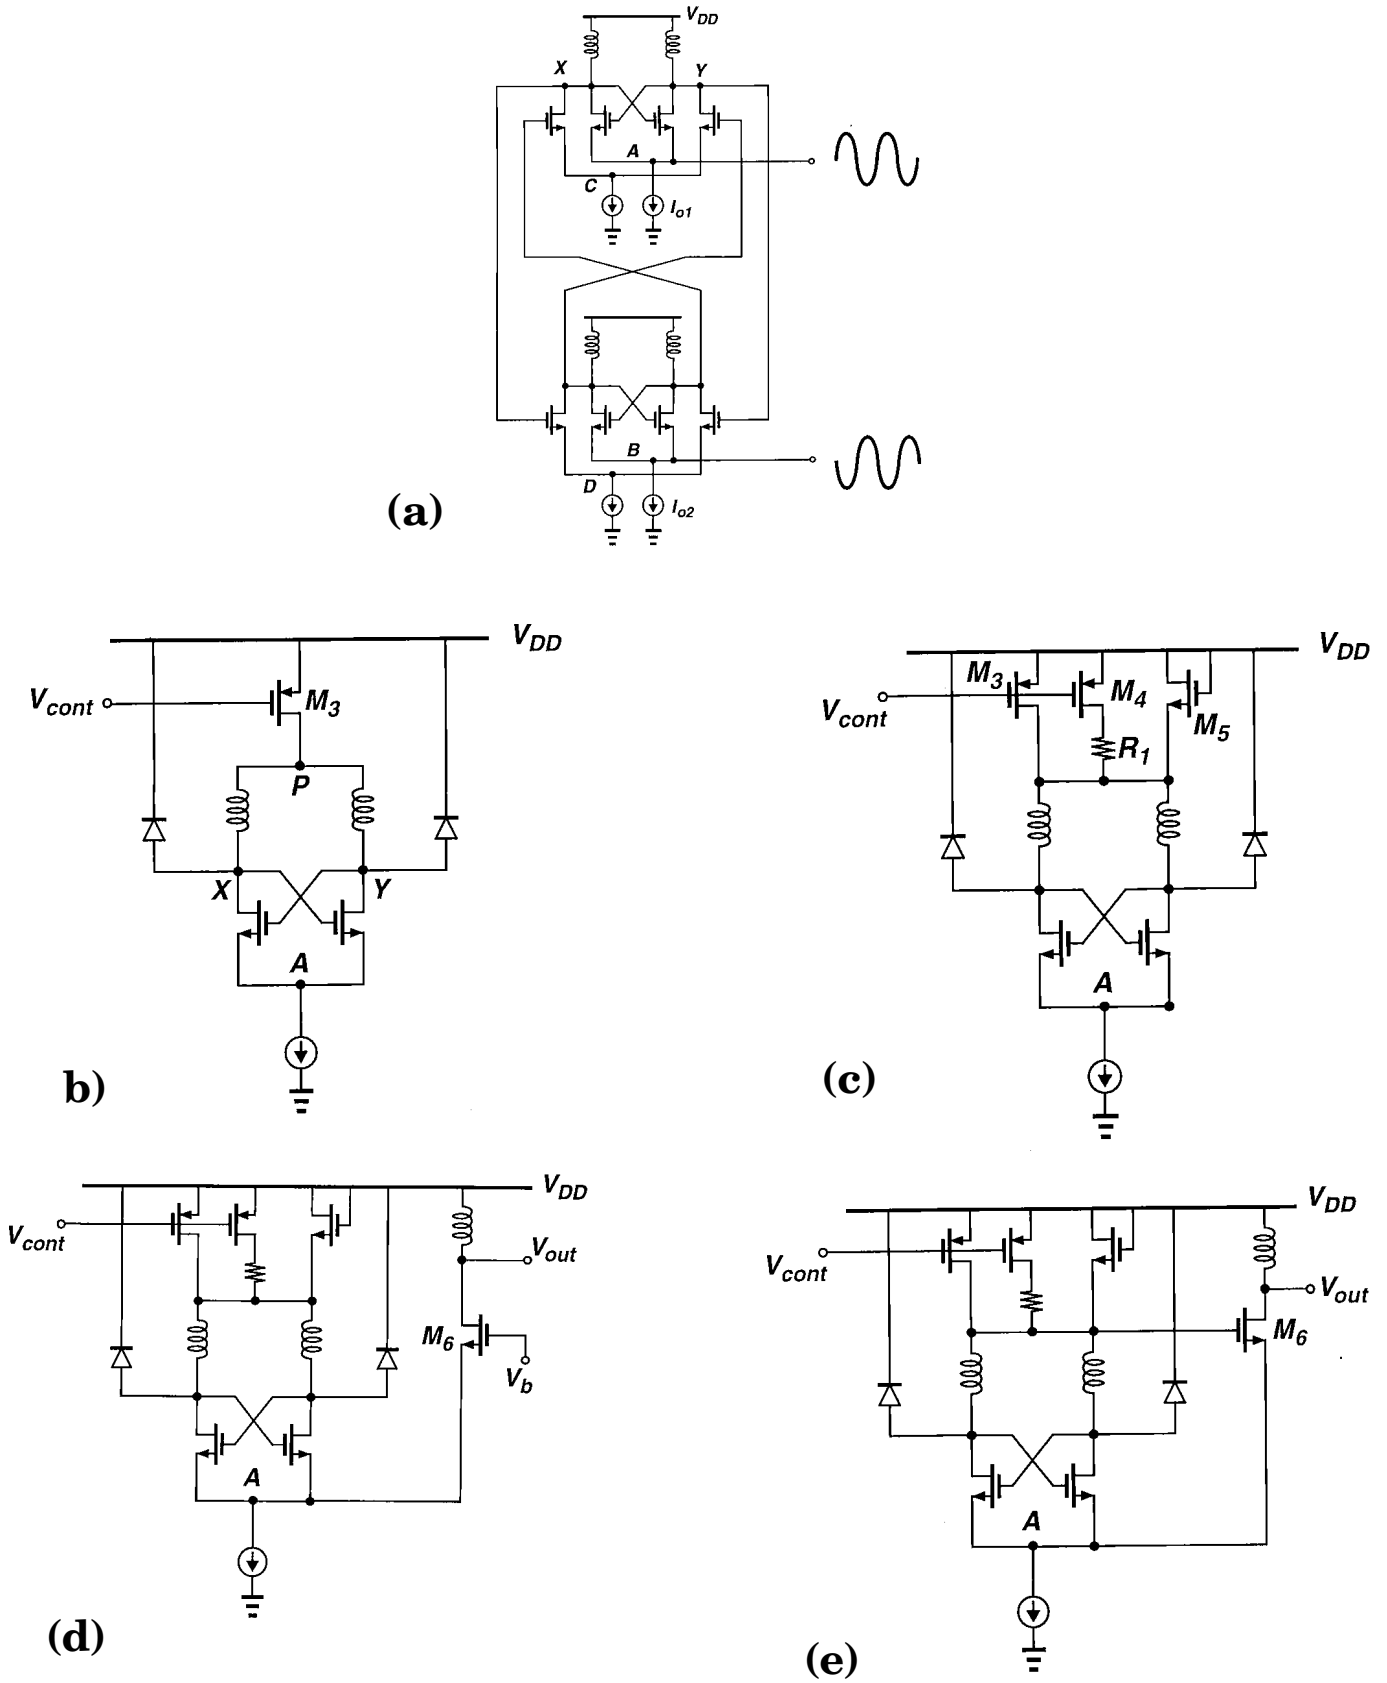 V_DD
X Y
A
C
I_o1
B
D
I_o2
(a)
V_DD
V_cont
M_3
P
X Y
A
b)
V_DD
M_3
M_4
V_cont
M_5
R_1
A
(c)
V_DD
V_cont
V_out
M_6
V_b
A
(d)
V_DD
V_cont
V_out
M_6
A
(e)